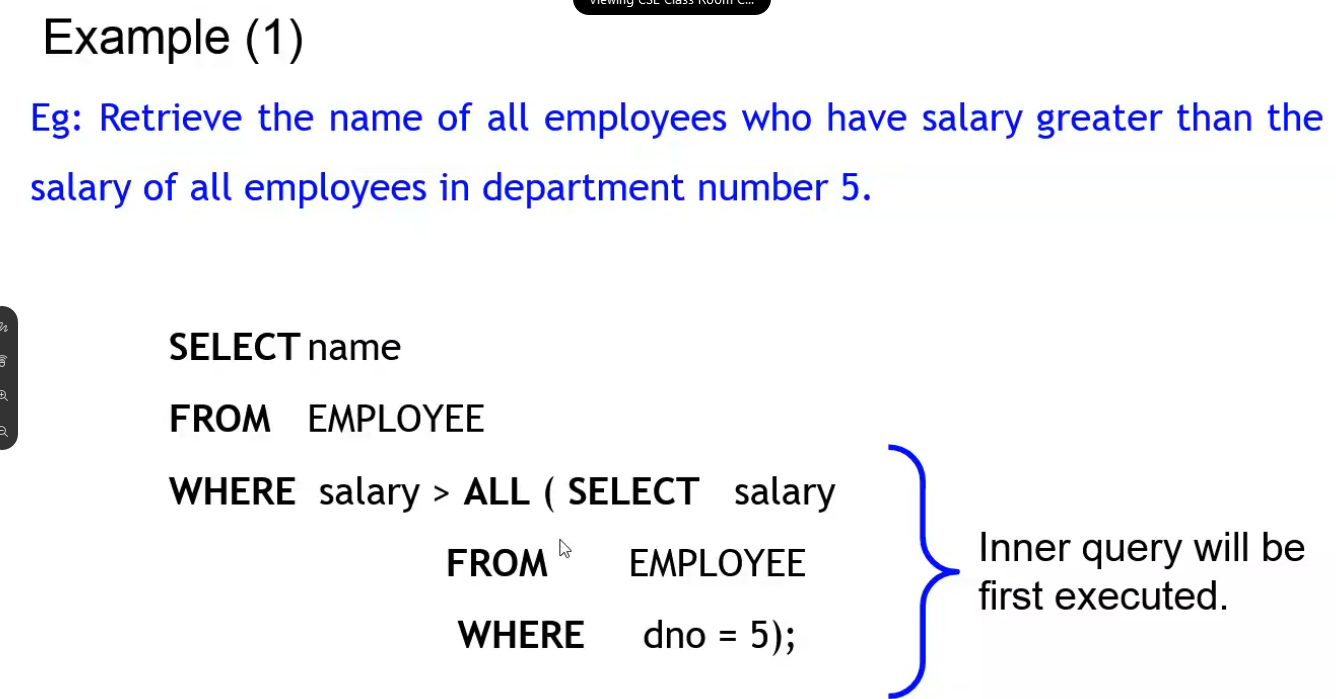 Viewing CSE Class Room C...
Example (1)
Eg: Retrieve the name of all employees who have salary greater than the
salary of all employees in department number 5.
SELECT name
FROM EMPLOYEE
WHERE salary > ALL ( SELECT salary
FROM EMPLOYEE
WHERE dno = 5);
Inner query will be
first executed.